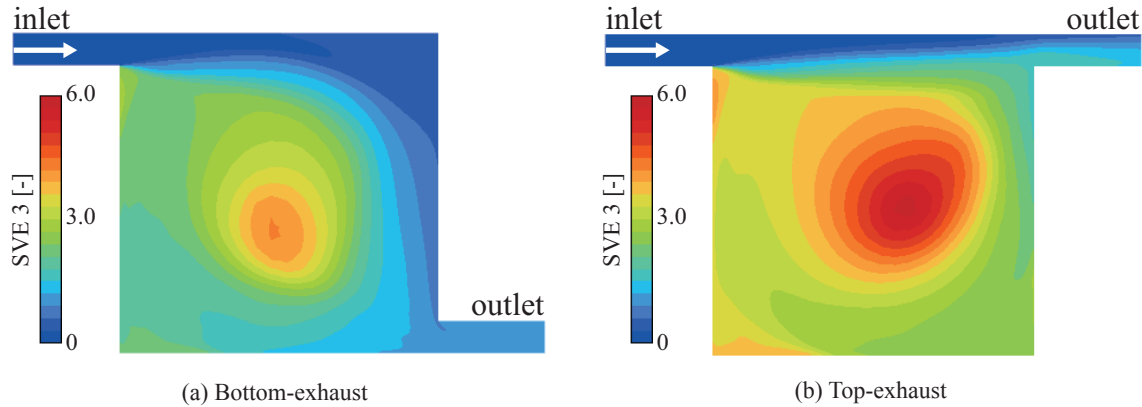 inlet
outlet
6.0
3.0
0
SVE 3 [-]
(a) Bottom-exhaust
inlet
outlet
6.0
3.0
0
SVE 3 [-]
(b) Top-exhaust